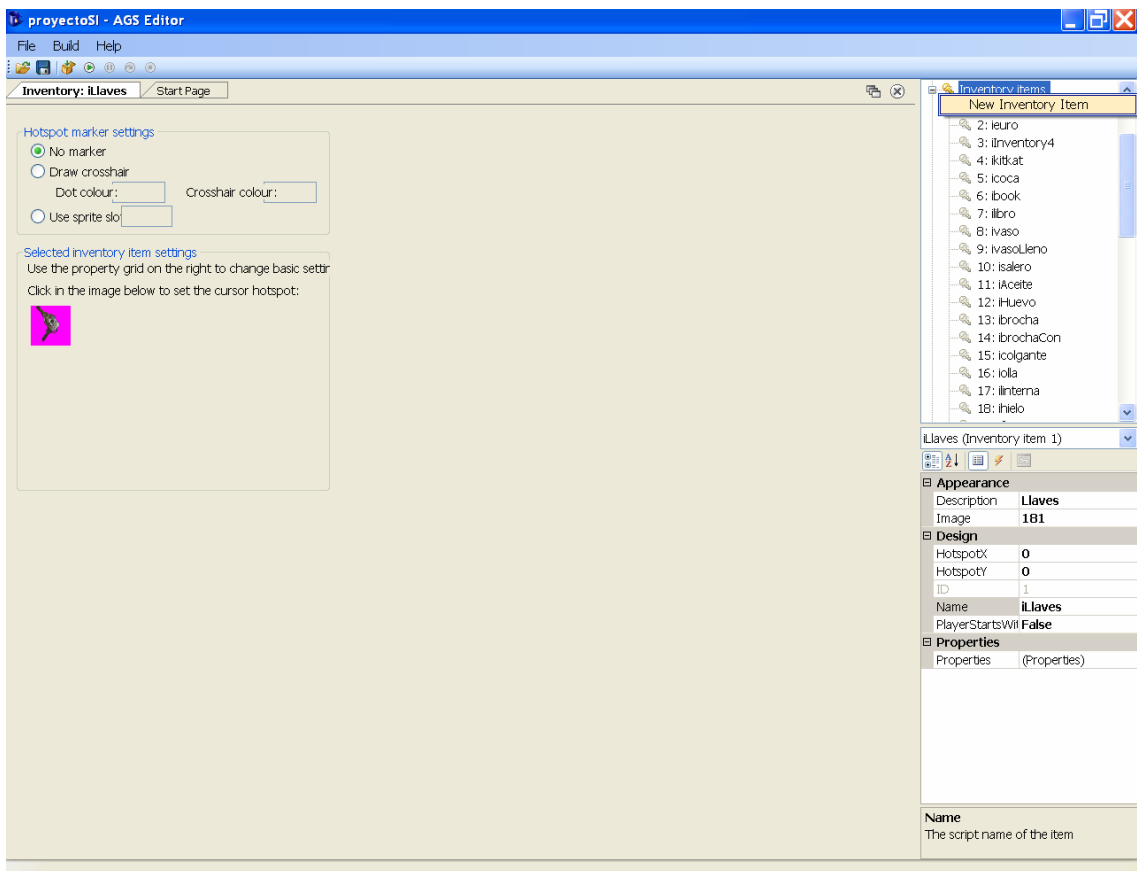 proyectoSI - AGS Editor
File Build Help
Inventory: iLlaves Start Page
Hotspot marker settings
No marker
Draw crosshair
Dot colour: Crosshair colour:
Use sprite slot
Selected inventory item settings
Use the property grid on the right to change basic settin
Click in the image below to set the cursor hotspot:
Inventory items
New Inventory Item
2: ieuro
3: iInventory4
4: ikitkat
5: icoca
6: ibook
7: ilibro
8: ivaso
9: ivasoLleno
10: isalero
11: iAceite
12: iHuevo
13: ibrocha
14: ibrochaCon
15: icolgante
16: iolla
17: ilinterna
18: ihielo
iLlaves (Inventory item 1)
Appearance
Description Llaves
Image 181
Design
HotspotX 0
HotspotY 0
ID 1
Name iLlaves
PlayerStartsWit False
Properties
Properties (Properties)
Name
The script name of the item